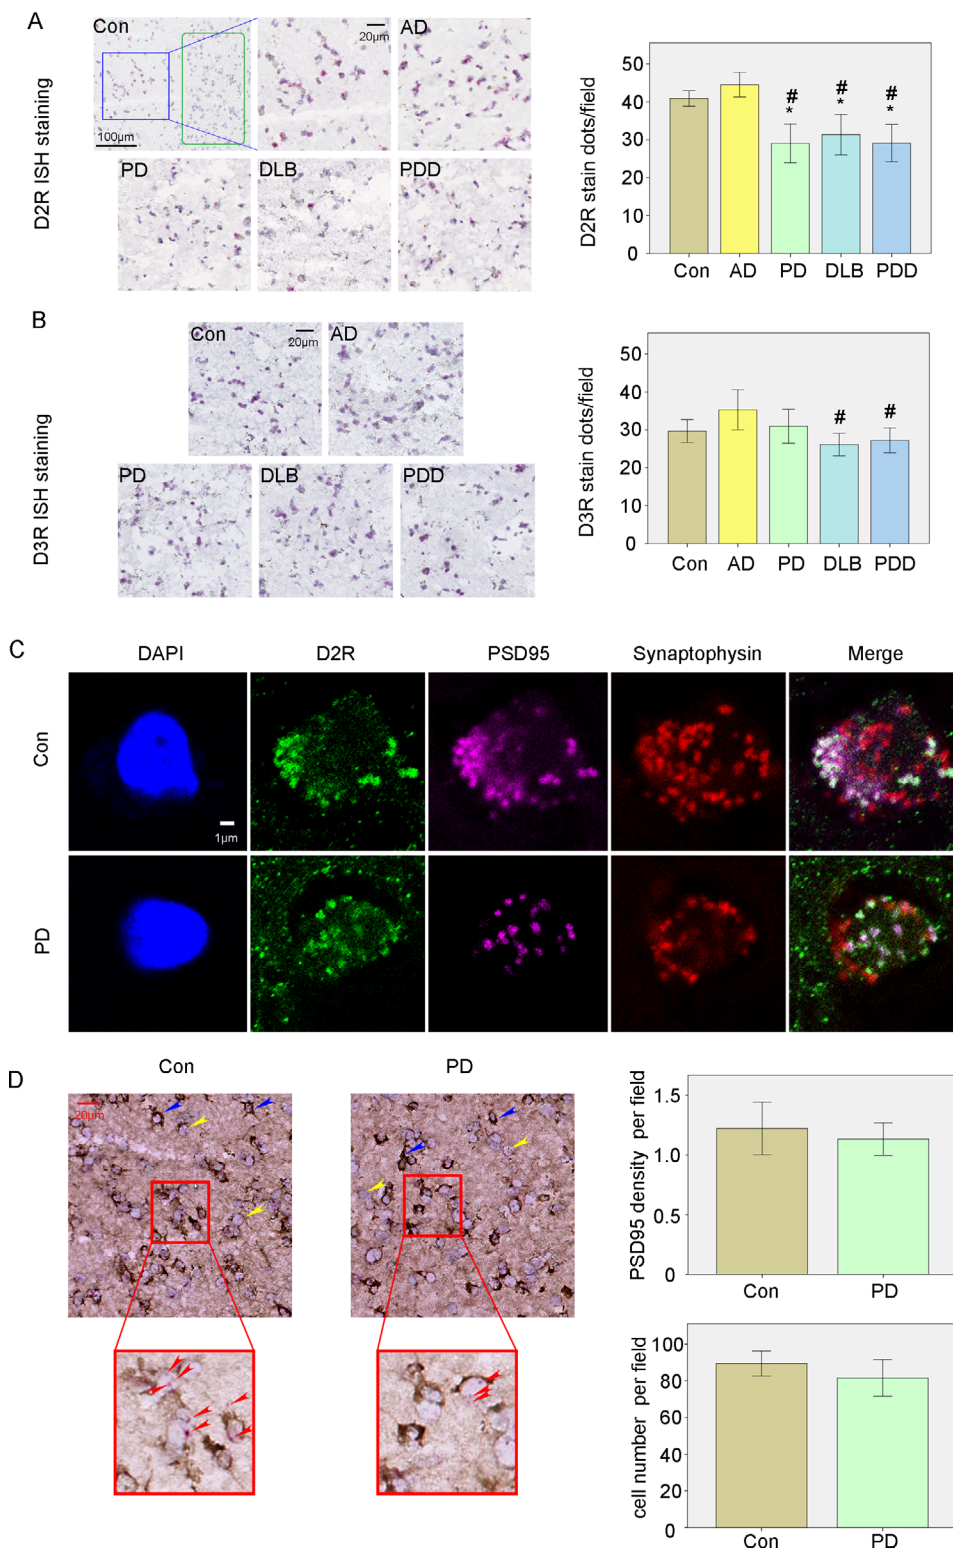 A
D2R ISH staining
Con
20µm
AD
100µm
PD
DLB
PDD
D2R stain dots/field
50
40
30
20
10
0
#
*
#
*
#
*
Con AD PD DLB PDD
B
D3R ISH staining
Con
20µm
AD
PD
DLB
PDD
D3R stain dots/field
50
40
30
20
10
0
#
#
Con AD PD DLB PDD
C
DAPI D2R PSD95 Synaptophysin Merge
Con
1µm
PD
D
Con
PD
20µm
PSD95 density per field
1.5
1.0
0.5
0
Con PD
cell number per field
100
80
60
40
20
0
Con PD